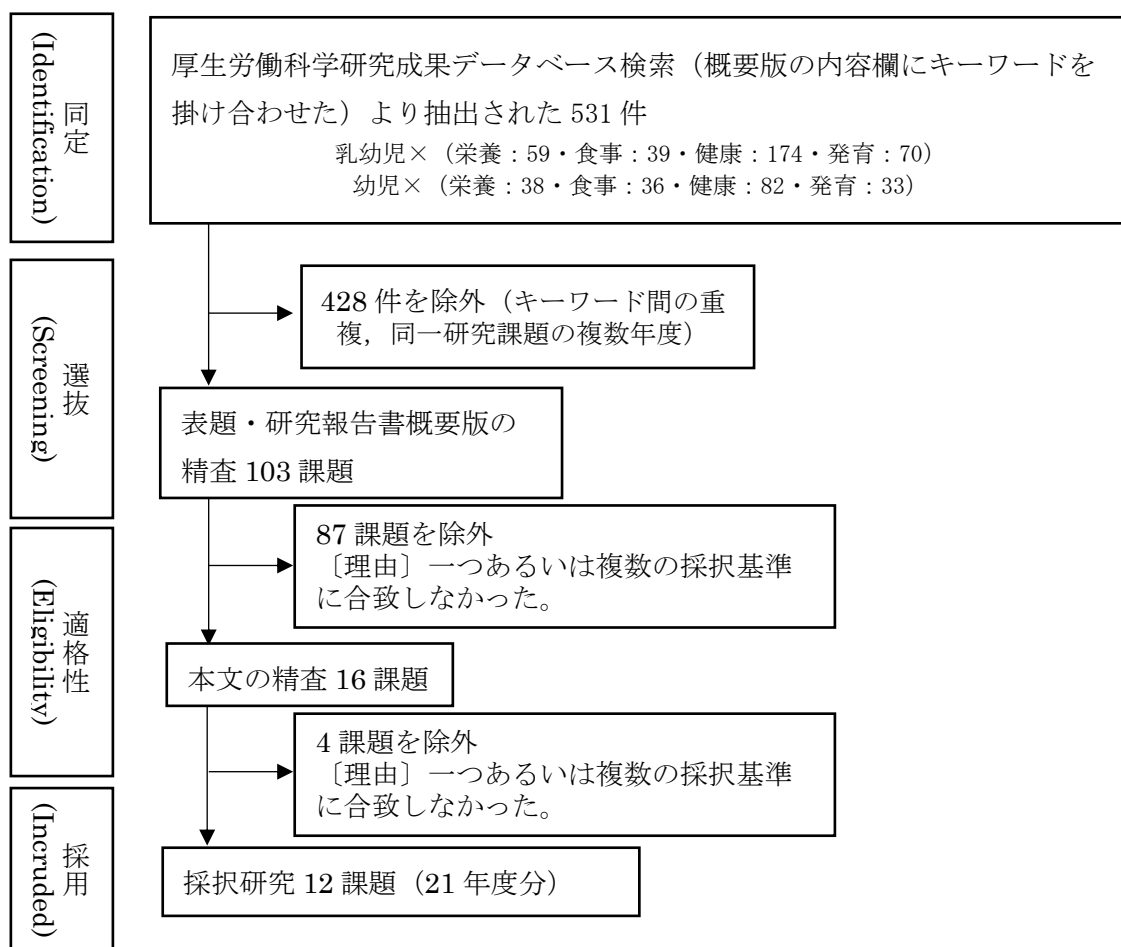 同定
(Identification)
厚生労働科学研究成果データベース検索（概要版の内容欄にキーワードを
掛け合わせた）より抽出された 531 件
乳幼児×（栄養：59・食事：39・健康：174・発育：70）
幼児×（栄養：38・食事：36・健康：82・発育：33）
選抜
(Screening)
428 件を除外（キーワード間の重
複，同一研究課題の複数年度）
表題・研究報告書概要版の
精査 103 課題
適格性
(Eligibility)
87 課題を除外
〔理由〕一つあるいは複数の採択基準
に合致しなかった。
本文の精査 16 課題
4 課題を除外
〔理由〕一つあるいは複数の採択基準
に合致しなかった。
採用
(Incruded)
採択研究 12 課題（21 年度分）